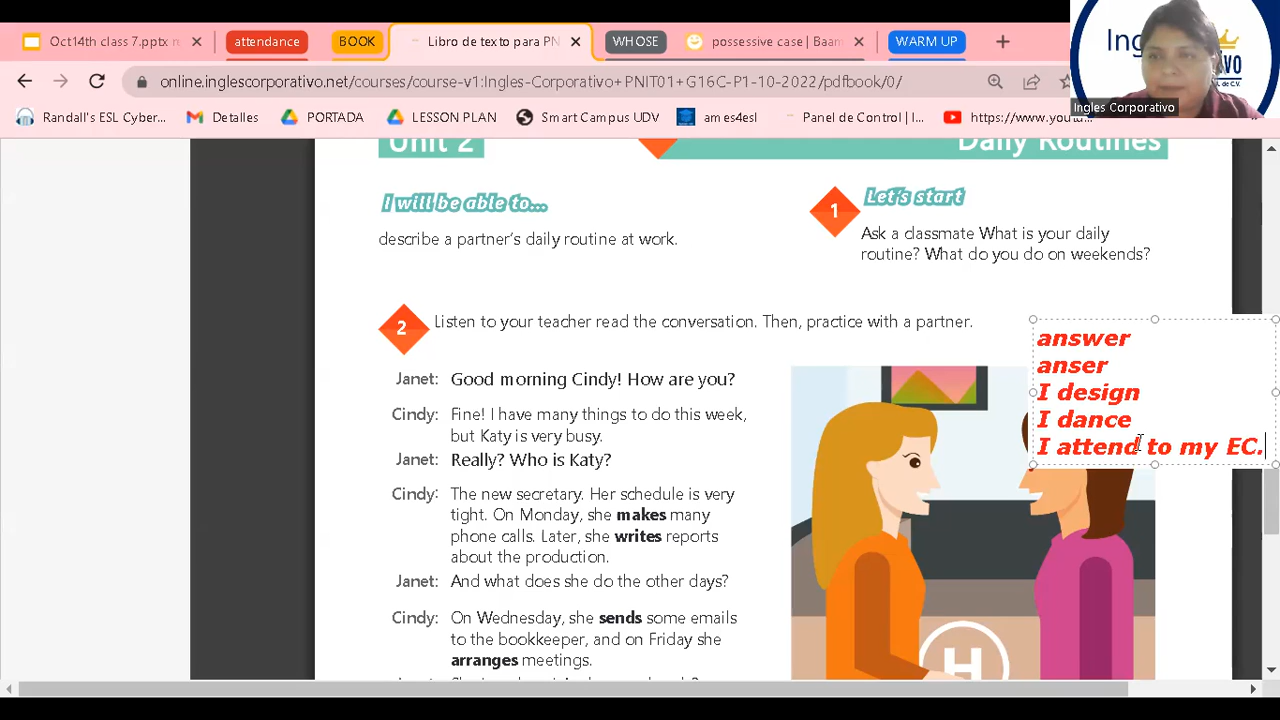 Oct14th class 7.pptx
attendance
BOOK
Libro de texto para PN
WHOSE
possessive case | Baam
WARM UP
online.inglescorporativo.net/courses/course-v1:Ingles-Corporativo+PNIT01+G16C-P1-10-2022/pdfbook/0/
Randall's ESL Cyber...
Detalles
PORTADA
LESSON PLAN
Smart Campus UDV
ames4esl
Panel de Control | I...
https://www.yout
Ingles Corporativo
Unit 2
Daily Routines
I will be able to...
describe a partner's daily routine at work.
1
Let's start
Ask a classmate What is your daily
routine? What do you do on weekends?
2
Listen to your teacher read the conversation. Then, practice with a partner.
answer
anser
I design
I dance
I attend to my EC.
Janet: Good morning Cindy! How are you?
Cindy: Fine! I have many things to do this week,
but Katy is very busy.
Janet: Really? Who is Katy?
Cindy: The new secretary. Her schedule is very
tight. On Monday, she makes many
phone calls. Later, she writes reports
about the production.
Janet: And what does she do the other days?
Cindy: On Wednesday, she sends some emails
to the bookkeeper, and on Friday she
arranges meetings.
H